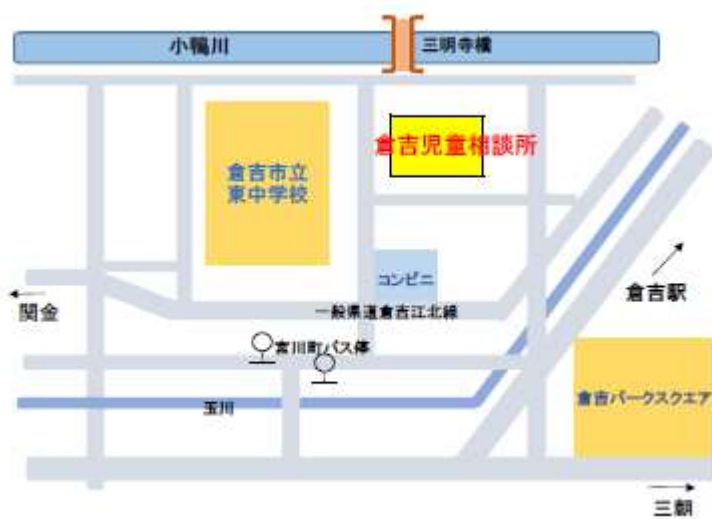 小鴨川
三明寺橋
倉吉児童相談所
倉吉市立
東中学校
コンビニ
倉吉駅
関金
一般県道倉吉江北線
宮川町バス停
玉川
倉吉パークスクエア
三朝